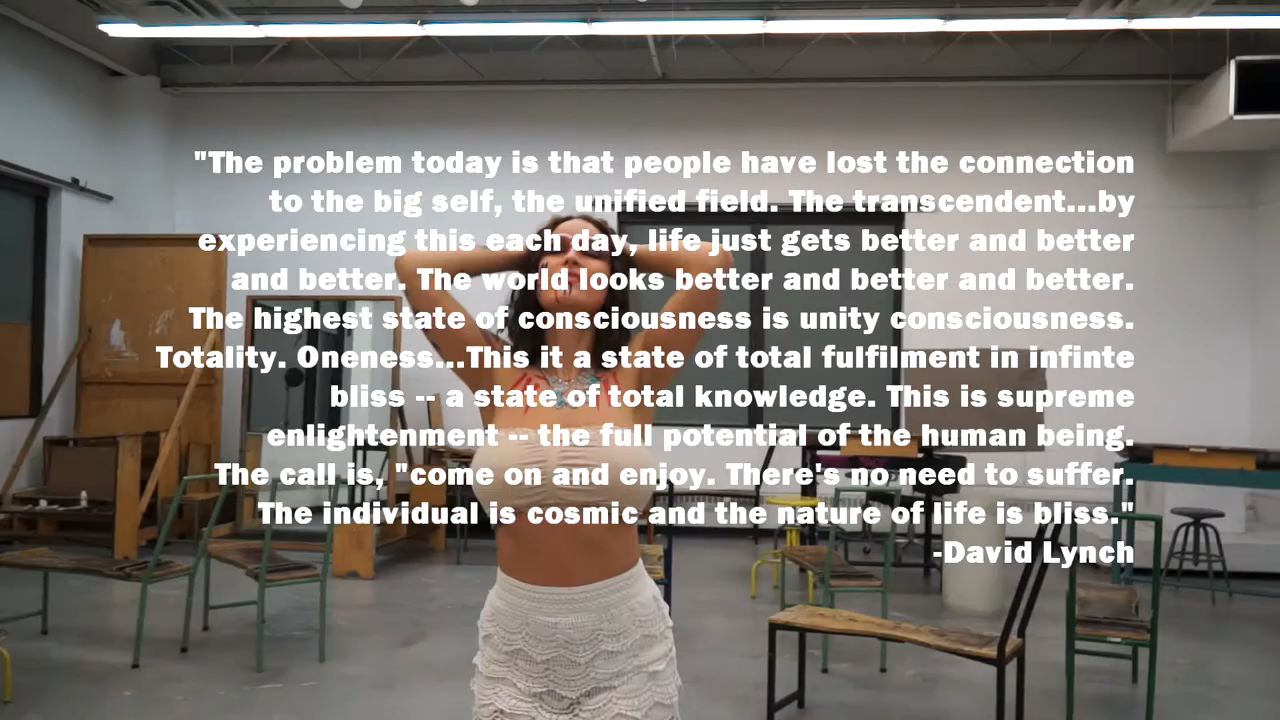 "The problem today is that people have lost the connection
to the big self, the unified field. The transcendent...by
experiencing this each day, life just gets better and better
and better. The world looks better and better and better.
The highest state of consciousness is unity consciousness.
Totality. Oneness...This it a state of total fulfilment in infinte
bliss -- a state of total knowledge. This is supreme
enlightenment -- the full potential of the human being.
The call is, "come on and enjoy. There's no need to suffer.
The individual is cosmic and the nature of life is bliss."
-David Lynch